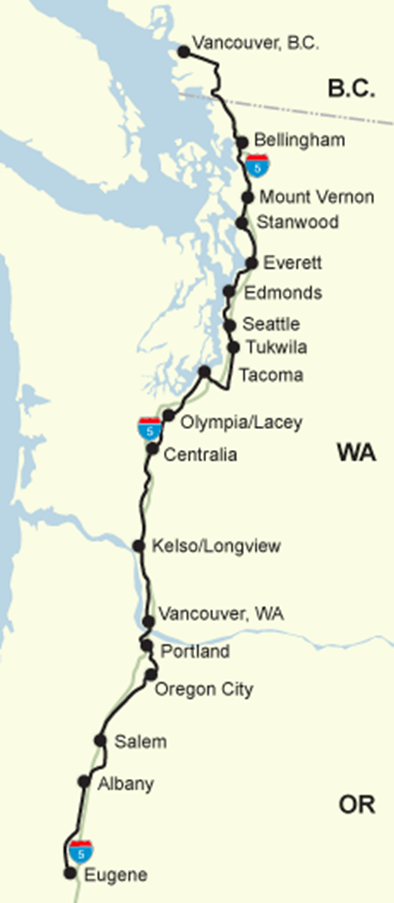 Vancouver, B.C.
B.C.
Bellingham
5
Mount Vernon
Stanwood
Everett
Edmonds
Seattle
Tukwila
Tacoma
Olympia/Lacey
5
Centralia
WA
Kelso/Longview
Vancouver, WA
Portland
Oregon City
Salem
Albany
OR
5
Eugene